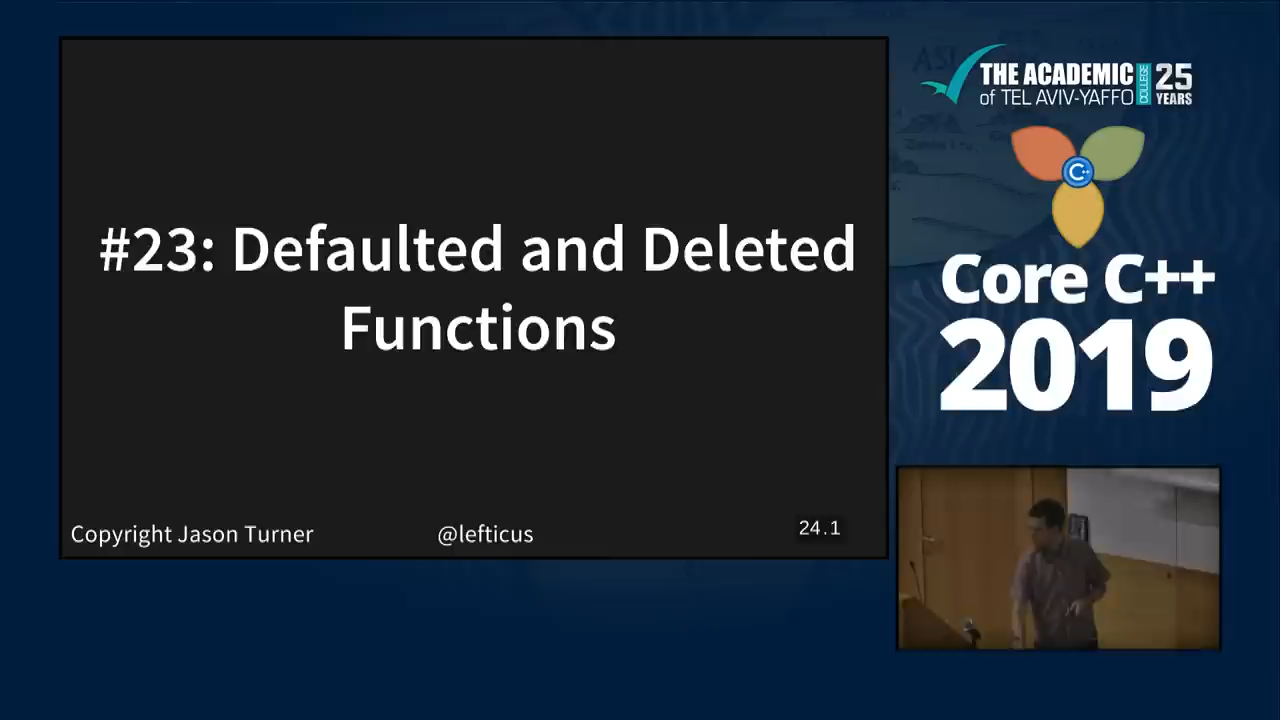 #23: Defaulted and Deleted
Functions
Copyright Jason Turner
@lefticus
24.1
THE ACADEMIC
of TEL AVIV-YAFFO
COLLEGE
25
YEARS
C++
Core C++
2019